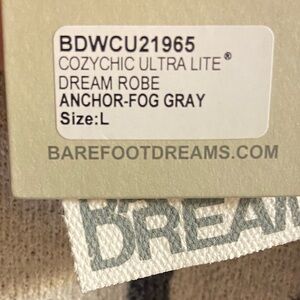 BDWCU21965
COZYCHIC ULTRA LITE®
DREAM ROBE
ANCHOR-FOG GRAY
Size:L
BAREFOOTDREAMS.COM
DREAM